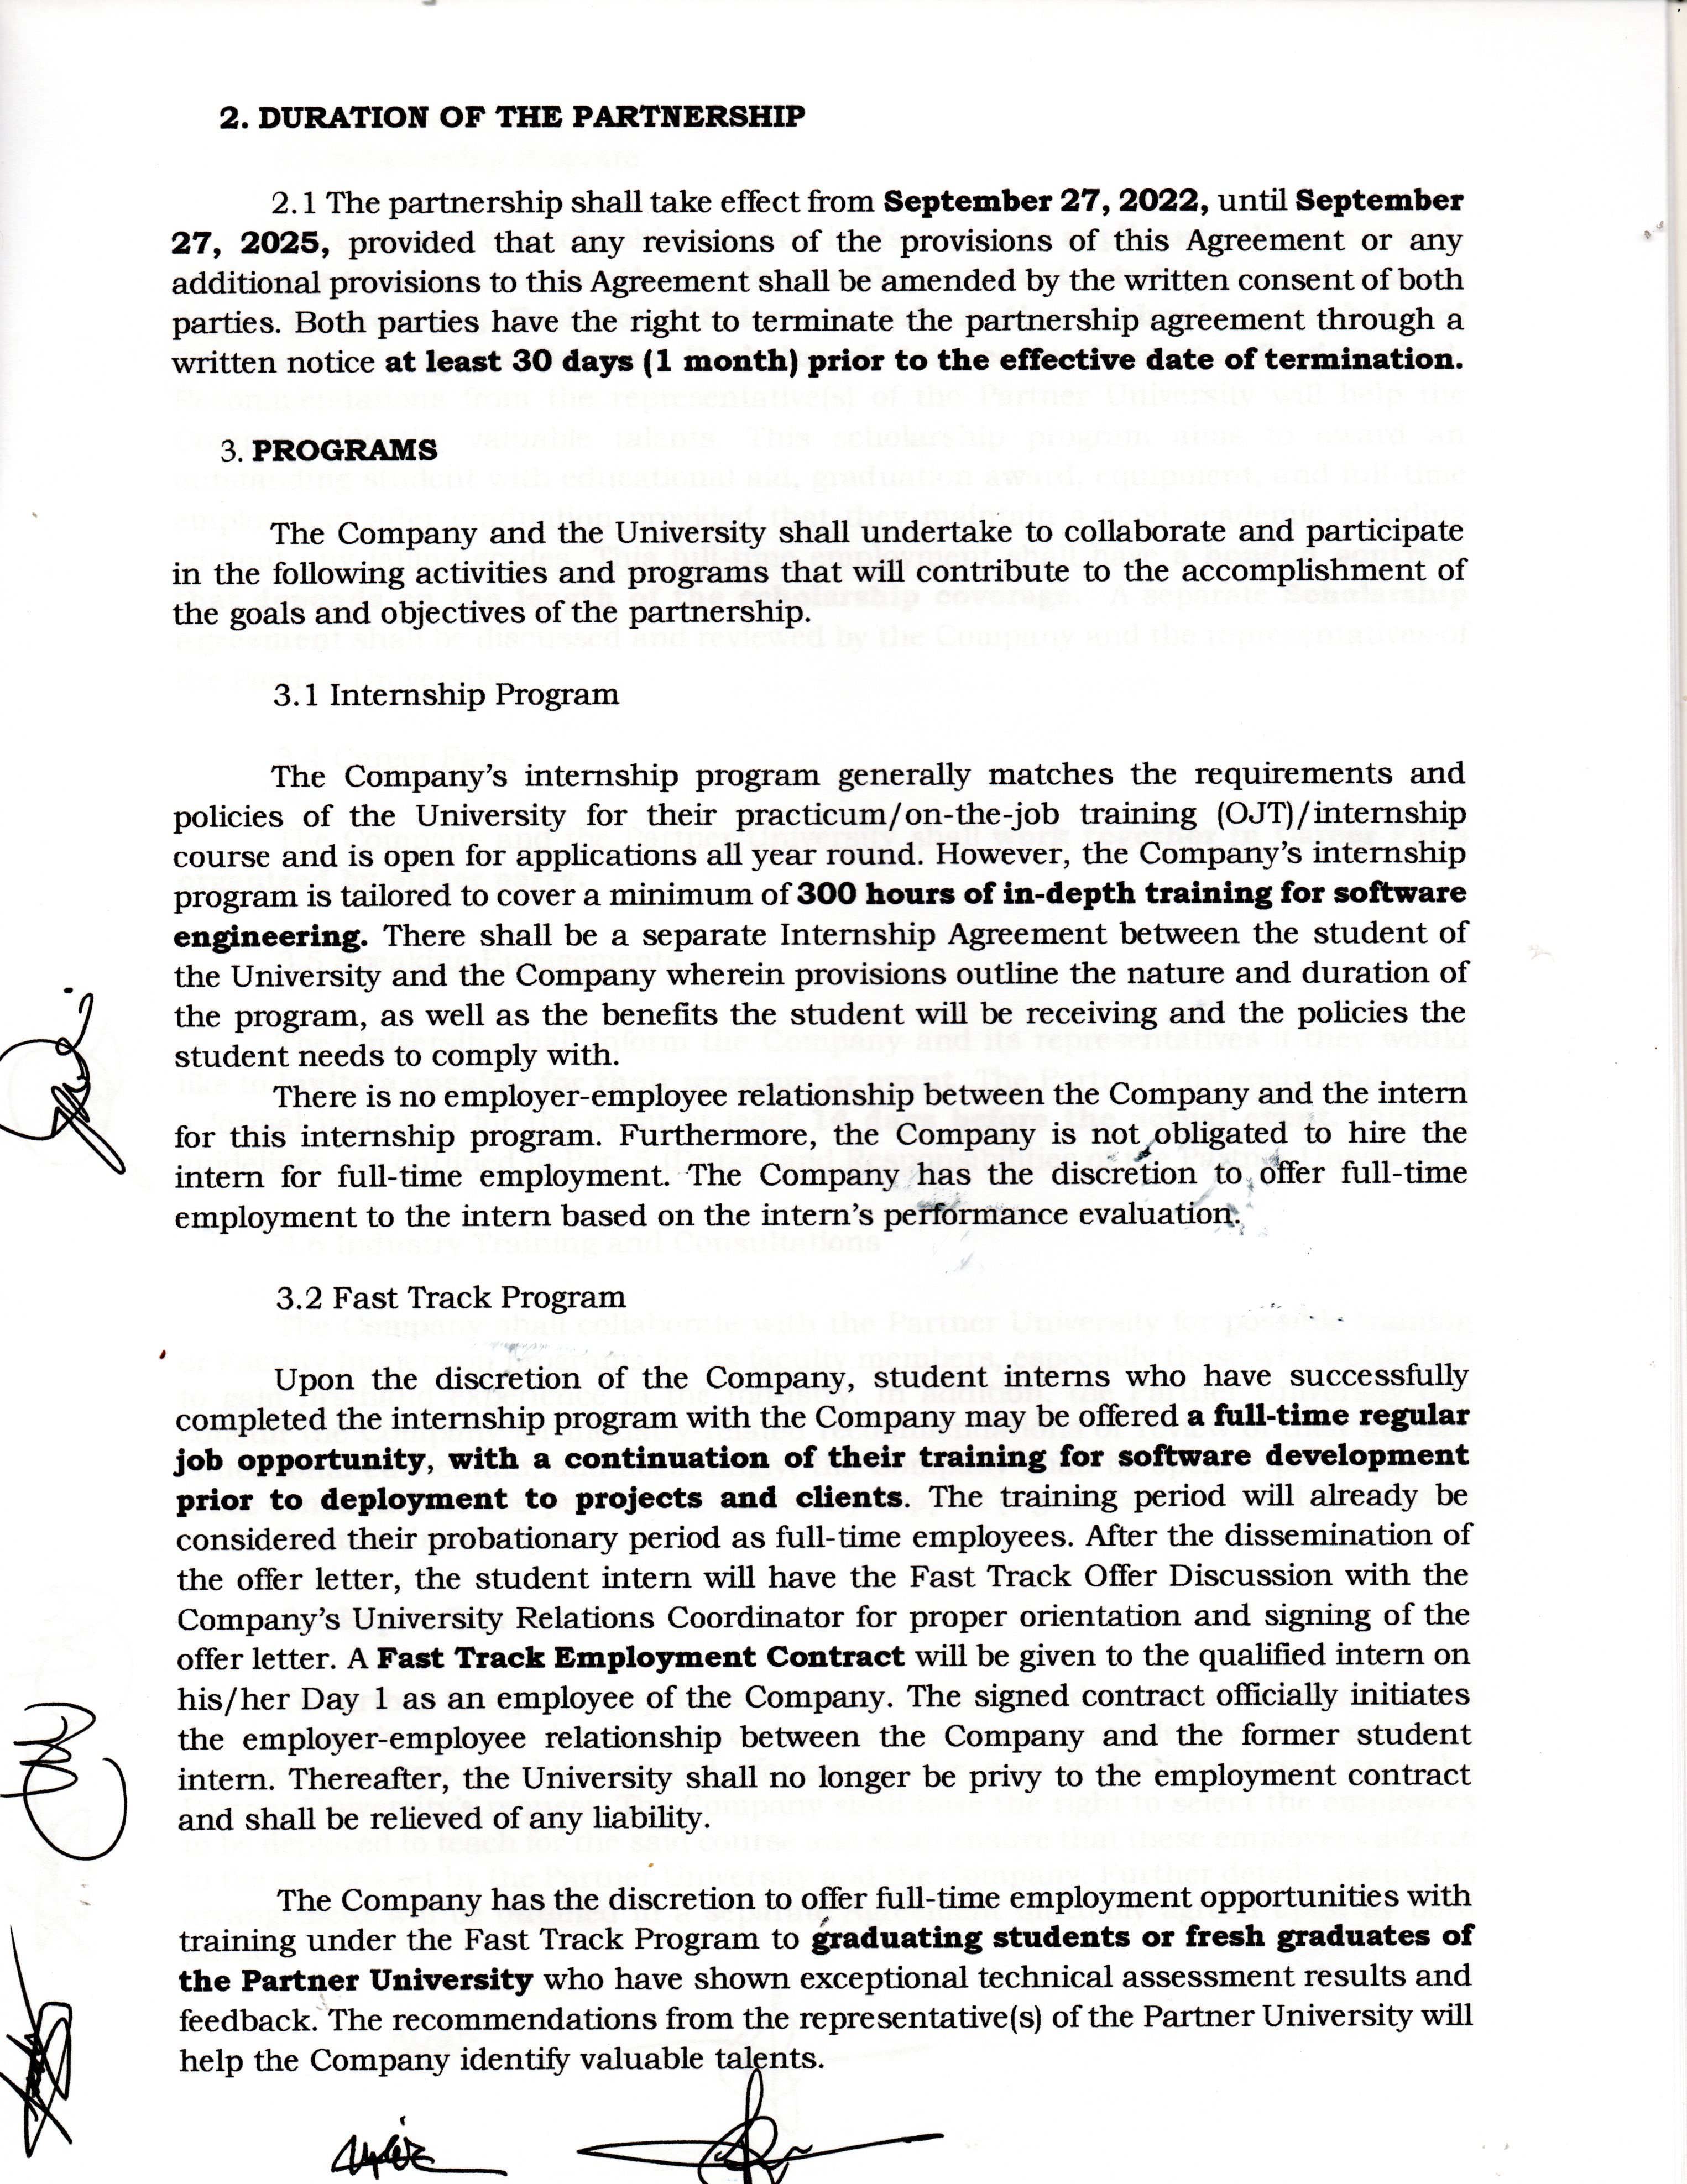 2. DURATION OF THE PARTNERSHIP
2.1 The partnership shall take effect from September 27, 2022, until September
27, 2025, provided that any revisions of the provisions of this Agreement or any
additional provisions to this Agreement shall be amended by the written consent of both
parties. Both parties have the right to terminate the partnership agreement through a
written notice at least 30 days (1 month) prior to the effective date of termination.
3. PROGRAMS
The Company and the University shall undertake to collaborate and participate
in the following activities and programs that will contribute to the accomplishment of
the goals and objectives of the partnership.
3.1 Internship Program
The Company's internship program generally matches the requirements and
policies of the University for their practicum/on-the-job training (OJT)/internship
course and is open for applications all year round. However, the Company's internship
program is tailored to cover a minimum of 300 hours of in-depth training for software
engineering. There shall be a separate Internship Agreement between the student of
the University and the Company wherein provisions outline the nature and duration of
the program, as well as the benefits the student will be receiving and the policies the
student needs to comply with.
There is no employer-employee relationship between the Company and the intern
for this internship program. Furthermore, the Company is not obligated to hire the
intern for full-time employment. The Company has the discretion to offer full-time
employment to the intern based on the intern's performance evaluation.
3.2 Fast Track Program
Upon the discretion of the Company, student interns who have successfully
completed the internship program with the Company may be offered a full-time regular
job opportunity, with a continuation of their training for software development
prior to deployment to projects and clients. The training period will already be
considered their probationary period as full-time employees. After the dissemination of
the offer letter, the student intern will have the Fast Track Offer Discussion with the
Company's University Relations Coordinator for proper orientation and signing of the
offer letter. A Fast Track Employment Contract will be given to the qualified intern on
his/her Day 1 as an employee of the Company. The signed contract officially initiates
the employer-employee relationship between the Company and the former student
intern. Thereafter, the University shall no longer be privy to the employment contract
and shall be relieved of any liability.
The Company has the discretion to offer full-time employment opportunities with
training under the Fast Track Program to graduating students or fresh graduates of
the Partner University who have shown exceptional technical assessment results and
feedback. The recommendations from the representative(s) of the Partner University will
help the Company identify valuable talents.